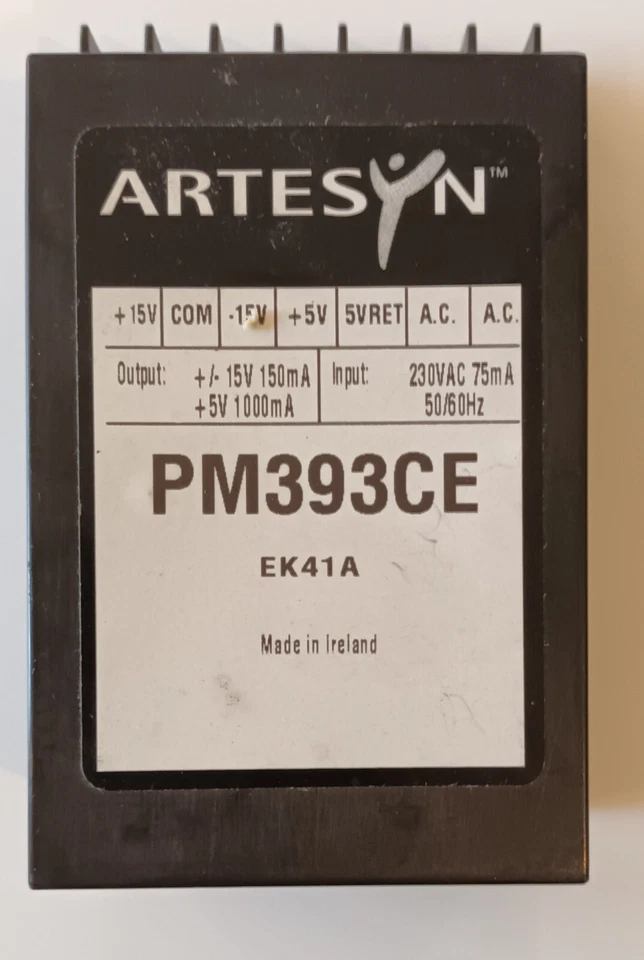 ARTESYN™
+15V COM -15V +5V 5VRET A.C. A.C.
Output: +/- 15V 150mA Input: 230VAC 75mA
+5V 1000mA 50/60Hz
PM393CE
EK41A
Made in Ireland